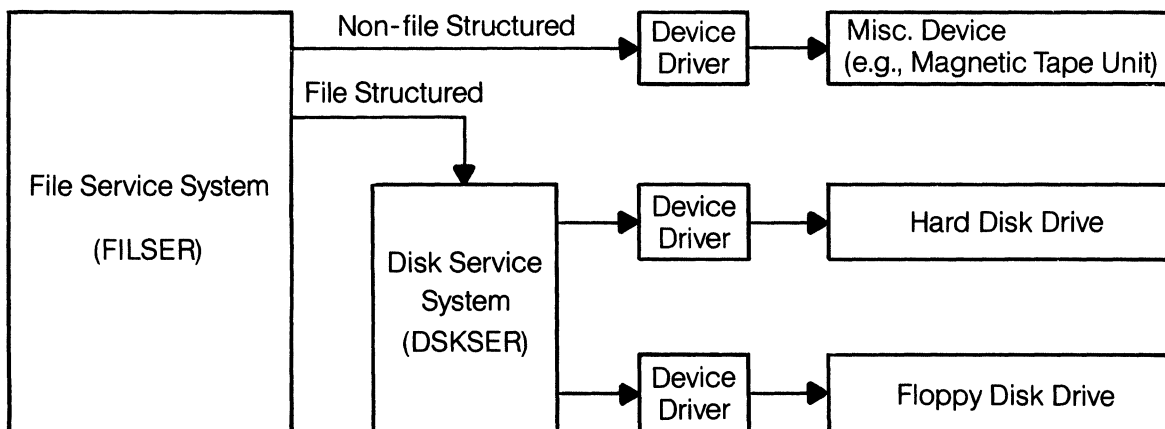 Non-file Structured
Device
Driver
Misc. Device
(e.g., Magnetic Tape Unit)
File Structured
File Service System
(FILSER)
Disk Service
System
(DSKSER)
Device
Driver
Hard Disk Drive
Device
Driver
Floppy Disk Drive